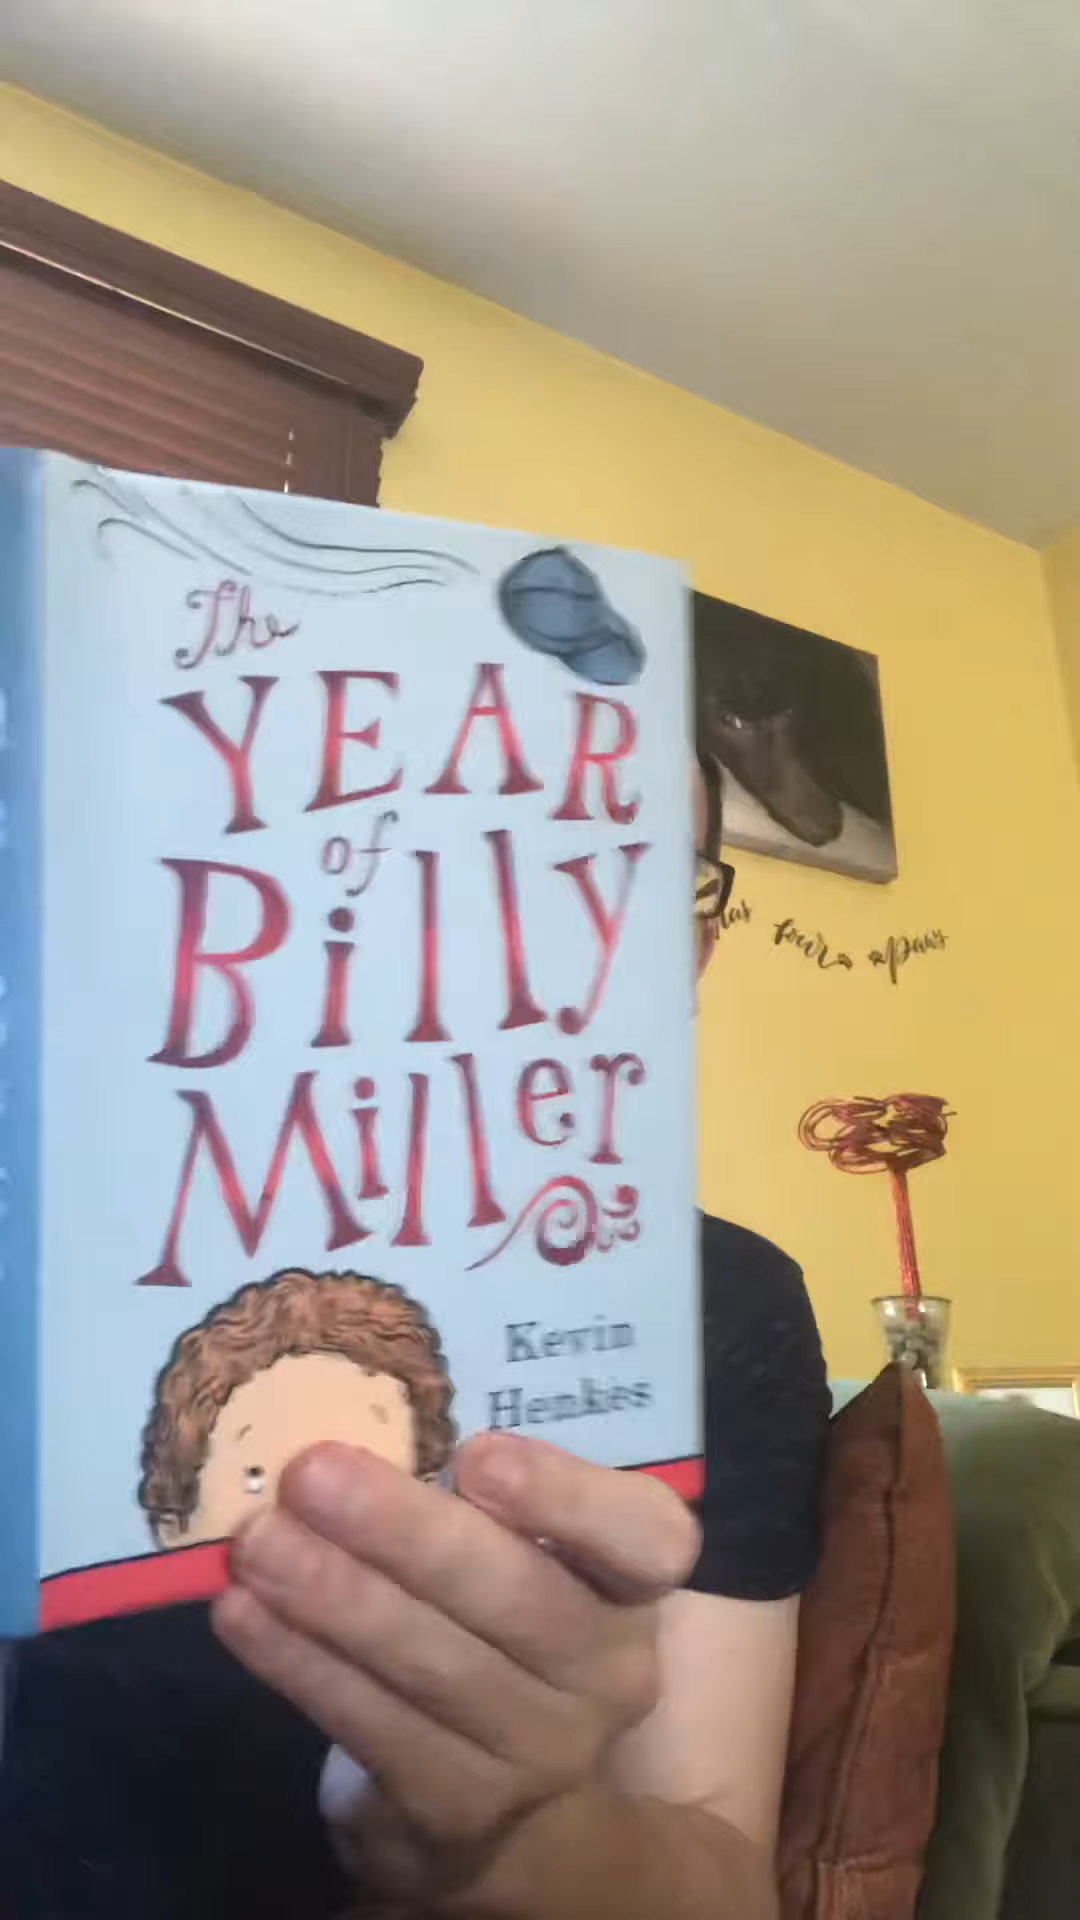 The
YEAR
of
Billy
Miller
Kevin
Henkes
four paws